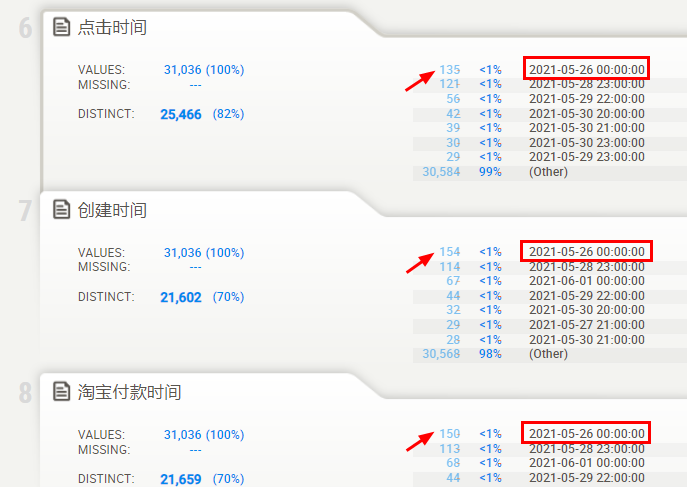 6 点击时间
VALUES: 31,036 (100%)
MISSING: ---
DISTINCT: 25,466 (82%)
135 <1% 2021-05-26 00:00:00
121 <1% 2021-05-28 23:00:00
56 <1% 2021-05-29 22:00:00
42 <1% 2021-05-30 20:00:00
39 <1% 2021-05-30 21:00:00
30 <1% 2021-05-30 23:00:00
29 <1% 2021-05-29 23:00:00
30,584 99% (Other)
7 创建时间
VALUES: 31,036 (100%)
MISSING: ---
DISTINCT: 21,602 (70%)
154 <1% 2021-05-26 00:00:00
114 <1% 2021-05-28 23:00:00
67 <1% 2021-06-01 00:00:00
44 <1% 2021-05-29 22:00:00
32 <1% 2021-05-30 20:00:00
29 <1% 2021-05-27 21:00:00
28 <1% 2021-05-30 21:00:00
30,568 98% (Other)
8 淘宝付款时间
VALUES: 31,036 (100%)
MISSING: ---
DISTINCT: 21,659 (70%)
150 <1% 2021-05-26 00:00:00
113 <1% 2021-05-28 23:00:00
68 <1% 2021-06-01 00:00:00
44 <1% 2021-05-29 22:00:00